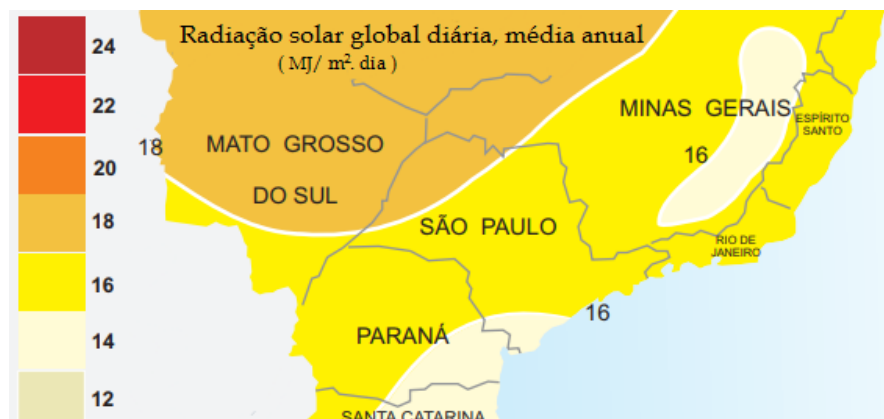 Radiação solar global diária, média anual
( MJ/ m². dia )
24
22
20
18
16
14
12
18
MATO GROSSO
DO SUL
MINAS GERAIS
ESPÍRITO
SANTO
16
SÃO PAULO
RIO DE
JANEIRO
16
PARANÁ
SANTA CATARINA